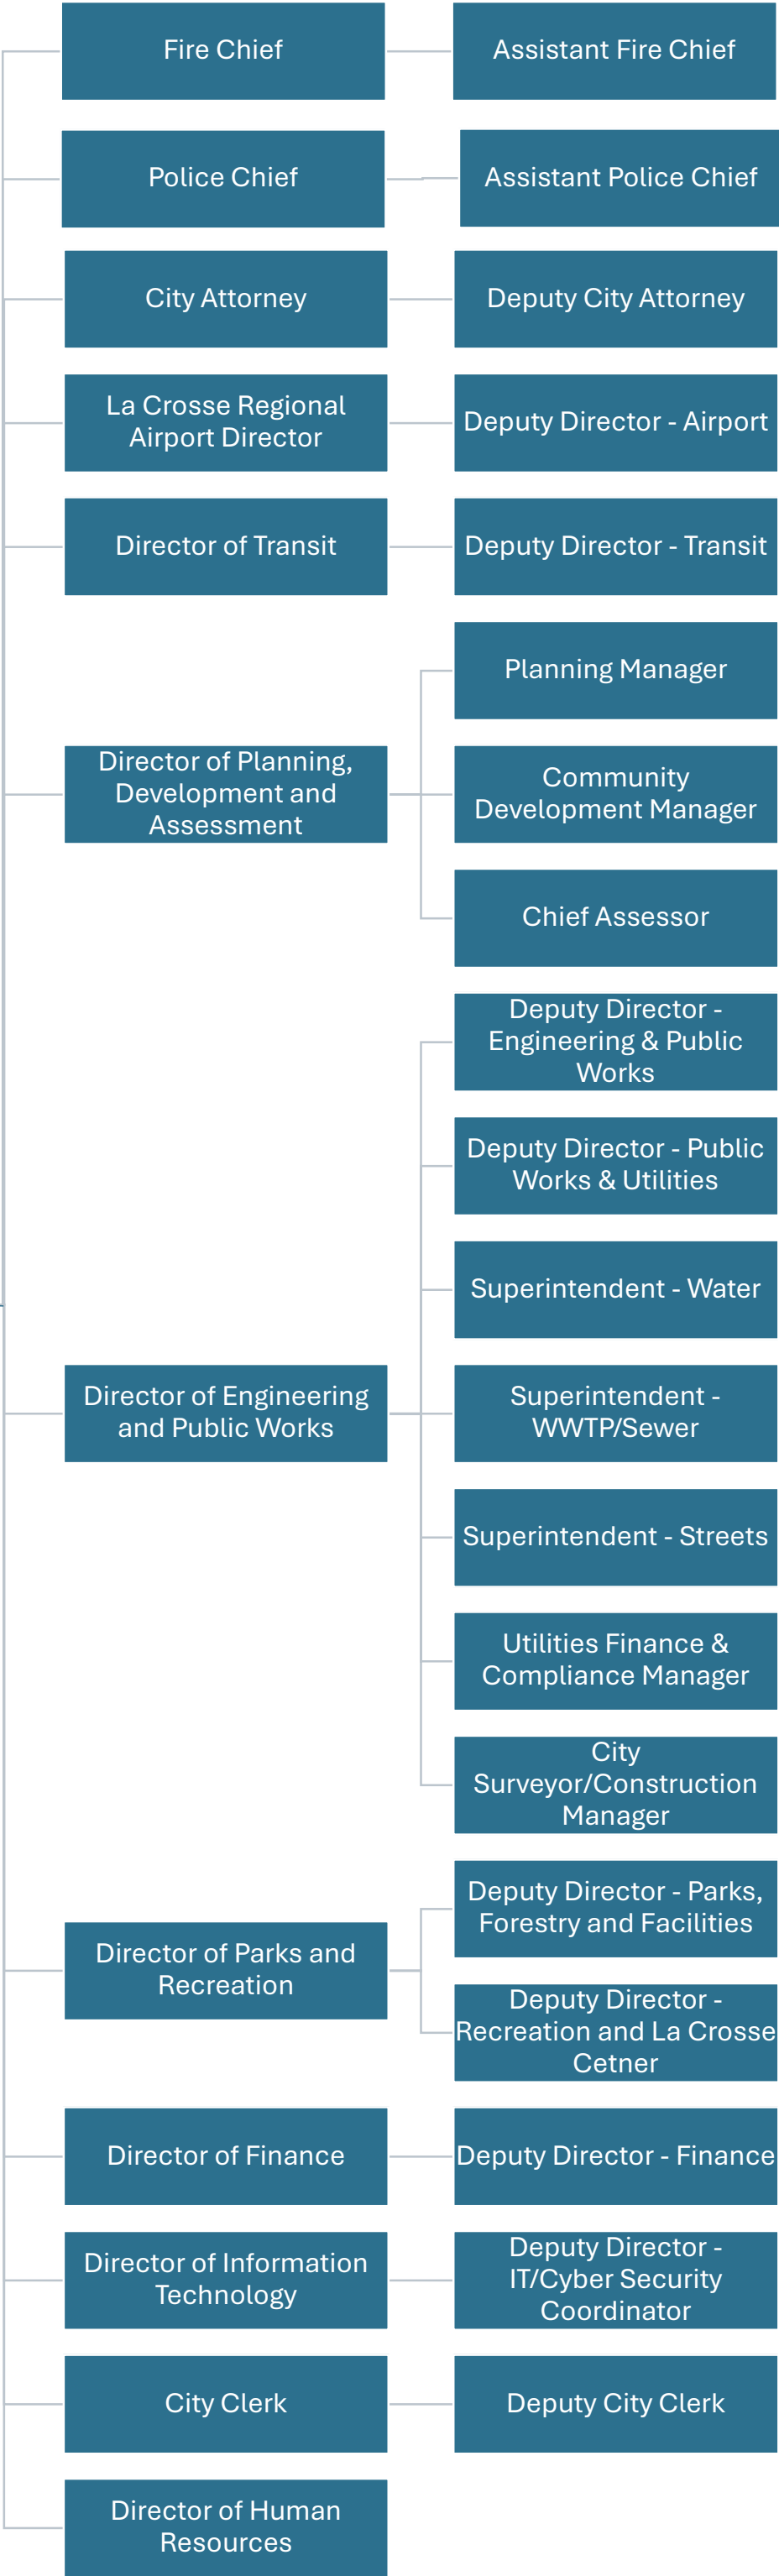 Fire Chief
Assistant Fire Chief
Police Chief
Assistant Police Chief
City Attorney
Deputy City Attorney
La Crosse Regional
Airport Director
Deputy Director - Airport
Director of Transit
Deputy Director - Transit
Director of Planning,
Development and
Assessment
Planning Manager
Community
Development Manager
Chief Assessor
Director of Engineering
and Public Works
Deputy Director -
Engineering & Public
Works
Deputy Director - Public
Works & Utilities
Superintendent - Water
Superintendent -
WWTP/Sewer
Superintendent - Streets
Utilities Finance &
Compliance Manager
City
Surveyor/Construction
Manager
Director of Parks and
Recreation
Deputy Director - Parks,
Forestry and Facilities
Deputy Director -
Recreation and La Crosse
Cetner
Director of Finance
Deputy Director - Finance
Director of Information
Technology
Deputy Director -
IT/Cyber Security
Coordinator
City Clerk
Deputy City Clerk
Director of Human
Resources